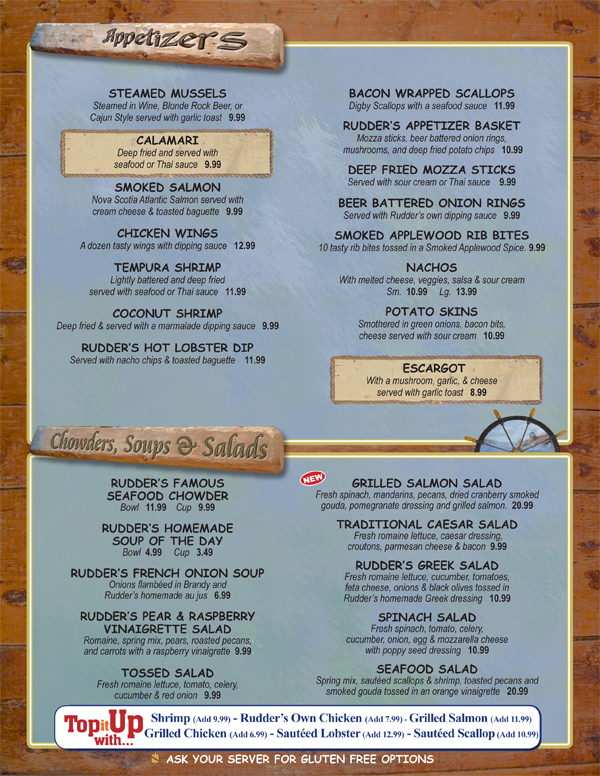 Appetizers
STEAMED MUSSELS
Steamed in Wine, Blonde Rock Beer, or
Cajun Style served with garlic toast 9.99
CALAMARI
Deep fried and served with
seafood or Thai sauce 9.99
SMOKED SALMON
Nova Scotia Atlantic Salmon served with
cream cheese & toasted baguette 9.99
CHICKEN WINGS
A dozen tasty wings with dipping sauce 12.99
TEMPURA SHRIMP
Lightly battered and deep fried
served with seafood or Thai sauce 11.99
COCONUT SHRIMP
Deep fried & served with a marmalade dipping sauce 9.99
RUDDER'S HOT LOBSTER DIP
Served with nacho chips & toasted baguette 11.99
BACON WRAPPED SCALLOPS
Digby Scallops with a seafood sauce 11.99
RUDDER'S APPETIZER BASKET
Mozza sticks, beer battered onion rings,
mushrooms, and deep fried potato chips 10.99
DEEP FRIED MOZZA STICKS
Served with sour cream or Thai sauce 9.99
BEER BATTERED ONION RINGS
Served with Rudder's own dipping sauce 9.99
SMOKED APPLEWOOD RIB BITES
10 tasty rib bites tossed in a Smoked Applewood Spice. 9.99
NACHOS
With melted cheese, veggies, salsa & sour cream
Sm. 10.99 Lg. 13.99
POTATO SKINS
Smothered in green onions, bacon bits,
cheese served with sour cream 10.99
ESCARGOT
With a mushroom, garlic, & cheese
served with garlic toast 8.99
Chowders, Soups & Salads
RUDDER'S FAMOUS
SEAFOOD CHOWDER
Bowl 11.99 Cup 9.99
RUDDER'S HOMEMADE
SOUP OF THE DAY
Bowl 4.99 Cup 3.49
RUDDER'S FRENCH ONION SOUP
Onions flambéed in Brandy and
Rudder's homemade au jus 6.99
RUDDER'S PEAR & RASPBERRY
VINAIGRETTE SALAD
Romaine, spring mix, pears, roasted pecans,
and carrots with a raspberry vinaigrette 9.99
TOSSED SALAD
Fresh romaine lettuce, tomato, celery,
cucumber & red onion 9.99
NEW
GRILLED SALMON SALAD
Fresh spinach, mandarins, pecans, dried cranberry smoked
gouda, pomegranate dressing and grilled salmon. 20.99
TRADITIONAL CAESAR SALAD
Fresh romaine lettuce, caesar dressing,
croutons, parmesan cheese & bacon 9.99
RUDDER'S GREEK SALAD
Fresh romaine lettuce, cucumber, tomatoes,
feta cheese, onions & black olives tossed in
Rudder's homemade Greek dressing 10.99
SPINACH SALAD
Fresh spinach, tomato, celery,
cucumber, onion, egg & mozzarella cheese
with poppy seed dressing 10.99
SEAFOOD SALAD
Spring mix, sautéed scallops & shrimp, toasted pecans and
smoked gouda tossed in an orange vinaigrette 20.99
Top it Up
with...
Shrimp (Add 9.99) - Rudder's Own Chicken (Add 7.99) - Grilled Salmon (Add 11.99)
Grilled Chicken (Add 6.99) - Sautéed Lobster (Add 12.99) - Sautéed Scallop (Add 10.99)
ASK YOUR SERVER FOR GLUTEN FREE OPTIONS